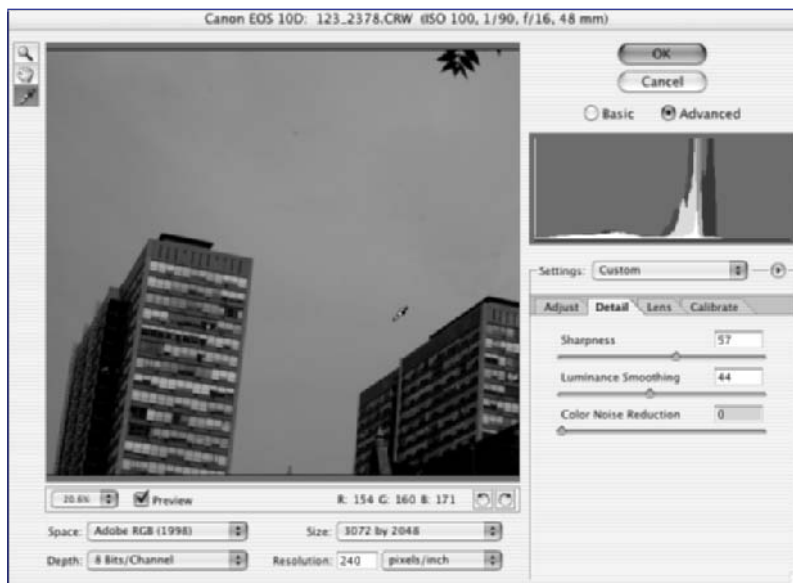 Canon EOS 10D: 123_2378.CRW (ISO 100, 1/90, f/16, 48 mm)
OK
Cancel
Basic Advanced
Settings: Custom
Adjust Detail Lens Calibrate
Sharpness 57
Luminance Smoothing 44
Color Noise Reduction 0
20.6% Preview R: 154 G: 160 B: 171
Space: Adobe RGB (1998) Size: 3072 by 2048
Depth: 8 Bits/Channel Resolution: 240 pixels/inch